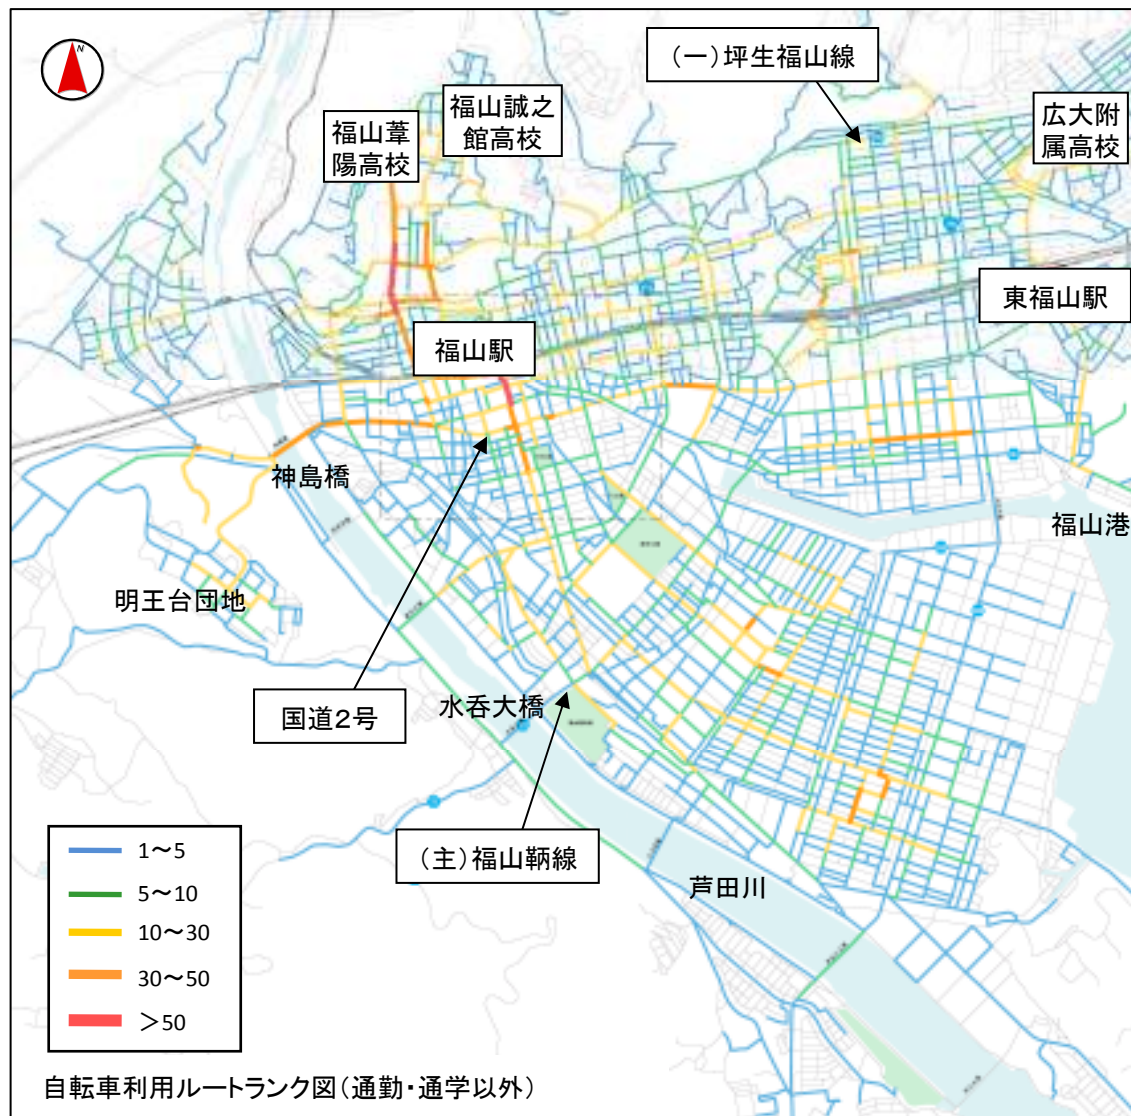 N
(一)坪生福山線
福山誠之
館高校
福山葦
陽高校
広大附
属高校
東福山駅
福山駅
神島橋
福山港
明王台団地
国道2号
水呑大橋
(主)福山鞆線
芦田川
1~5
5~10
10~30
30~50
>50
自転車利用ルートランク図(通勤・通学以外)